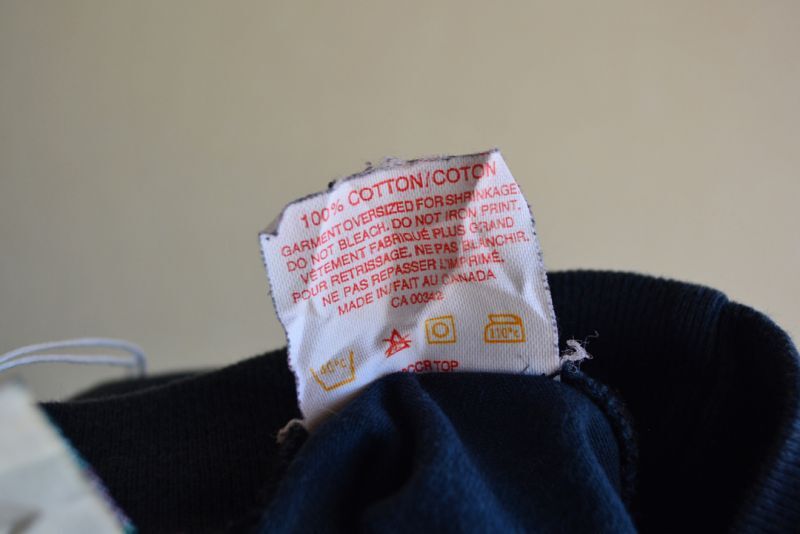 100% COTTON/COTON
GARMENT OVERSIZED FOR SHRINKAGE.
DO NOT BLEACH. DO NOT IRON PRINT.
VÊTEMENT FABRIQUÉ PLUS GRAND
POUR RETRISSAGE, NE PAS BLANCHIR.
NE PAS REPASSER L'IMPRIMÉ.
MADE IN/FAIT AU CANADA
CA 00342
40°C 110°C
TOP